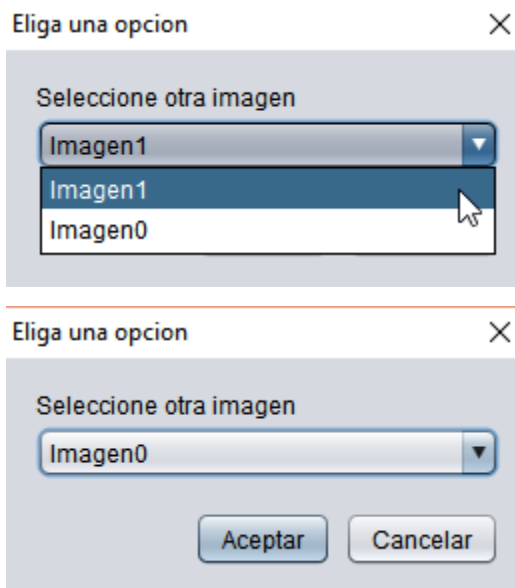 Eliga una opcion
Seleccione otra imagen
Imagen1
Imagen1
Imagen0
Eliga una opcion
Seleccione otra imagen
Imagen0
Aceptar Cancelar